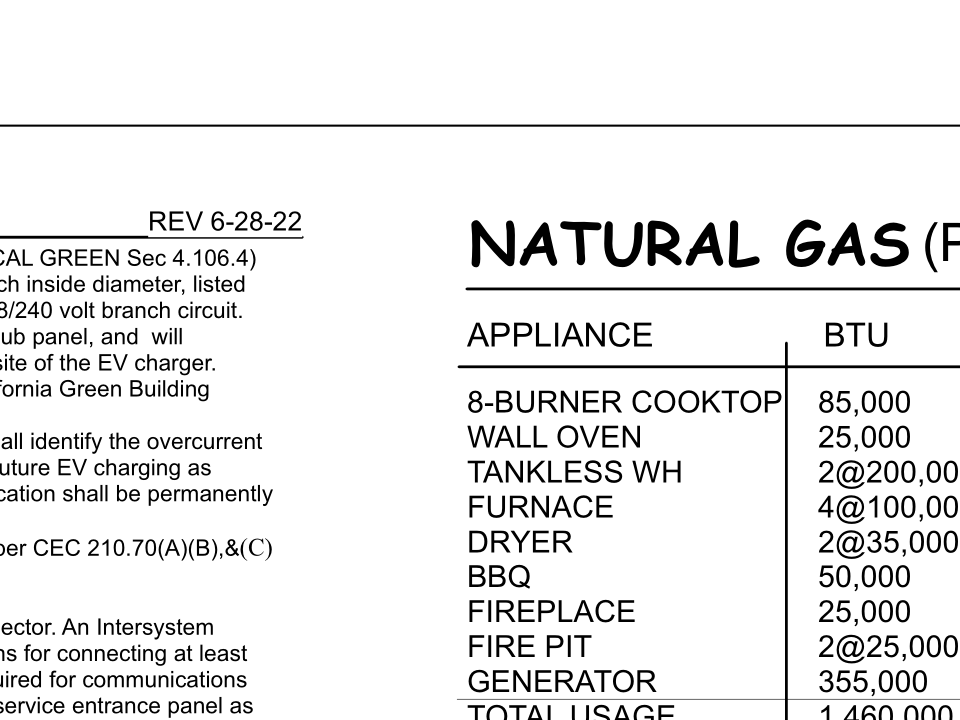 REV 6-28-22
CAL GREEN Sec 4.106.4)
ch inside diameter, listed
8/240 volt branch circuit.
ub panel, and  will
site of the EV charger.
fornia Green Building
all identify the overcurrent
uture EV charging as
cation shall be permanently
per CEC 210.70(A)(B),&(C)
ector. An Intersystem
ns for connecting at least
uired for communications
service entrance panel as
NATURAL GAS (P
APPLIANCE BTU
8-BURNER COOKTOP 85,000
WALL OVEN 25,000
TANKLESS WH 2@200,00
FURNACE 4@100,00
DRYER 2@35,000
BBQ 50,000
FIREPLACE 25,000
FIRE PIT 2@25,000
GENERATOR 355,000
TOTAL USAGE 1,460,000